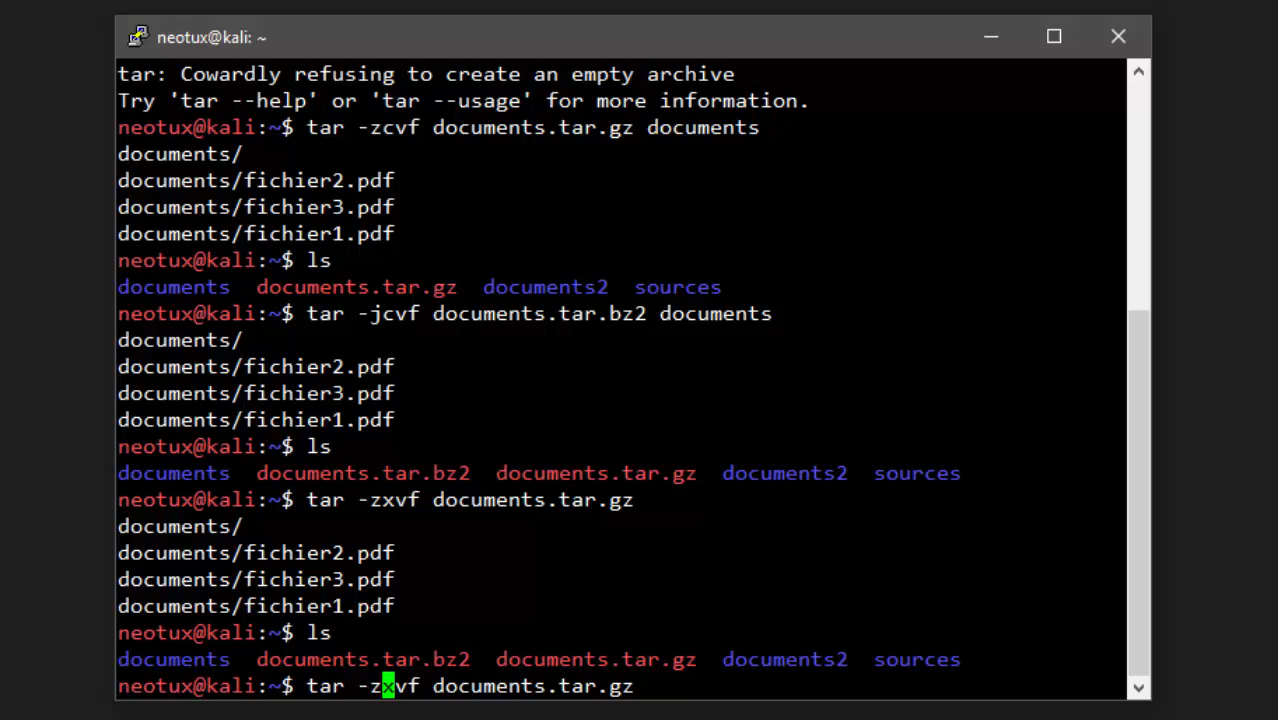 neotux@kali: ~
tar: Cowardly refusing to create an empty archive
Try 'tar --help' or 'tar --usage' for more information.
neotux@kali:~$ tar -zcvf documents.tar.gz documents
documents/
documents/fichier2.pdf
documents/fichier3.pdf
documents/fichier1.pdf
neotux@kali:~$ ls
documents  documents.tar.gz  documents2  sources
neotux@kali:~$ tar -jcvf documents.tar.bz2 documents
documents/
documents/fichier2.pdf
documents/fichier3.pdf
documents/fichier1.pdf
neotux@kali:~$ ls
documents  documents.tar.bz2  documents.tar.gz  documents2  sources
neotux@kali:~$ tar -zxvf documents.tar.gz
documents/
documents/fichier2.pdf
documents/fichier3.pdf
documents/fichier1.pdf
neotux@kali:~$ ls
documents  documents.tar.bz2  documents.tar.gz  documents2  sources
neotux@kali:~$ tar -zxvf documents.tar.gz